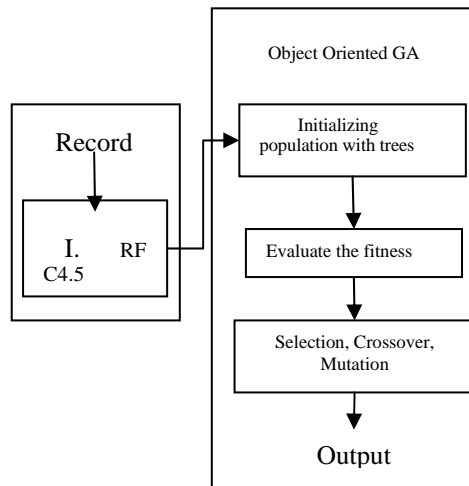 Object Oriented GA
Record
I. RF
C4.5
Initializing
population with trees
Evaluate the fitness
Selection, Crossover,
Mutation
Output